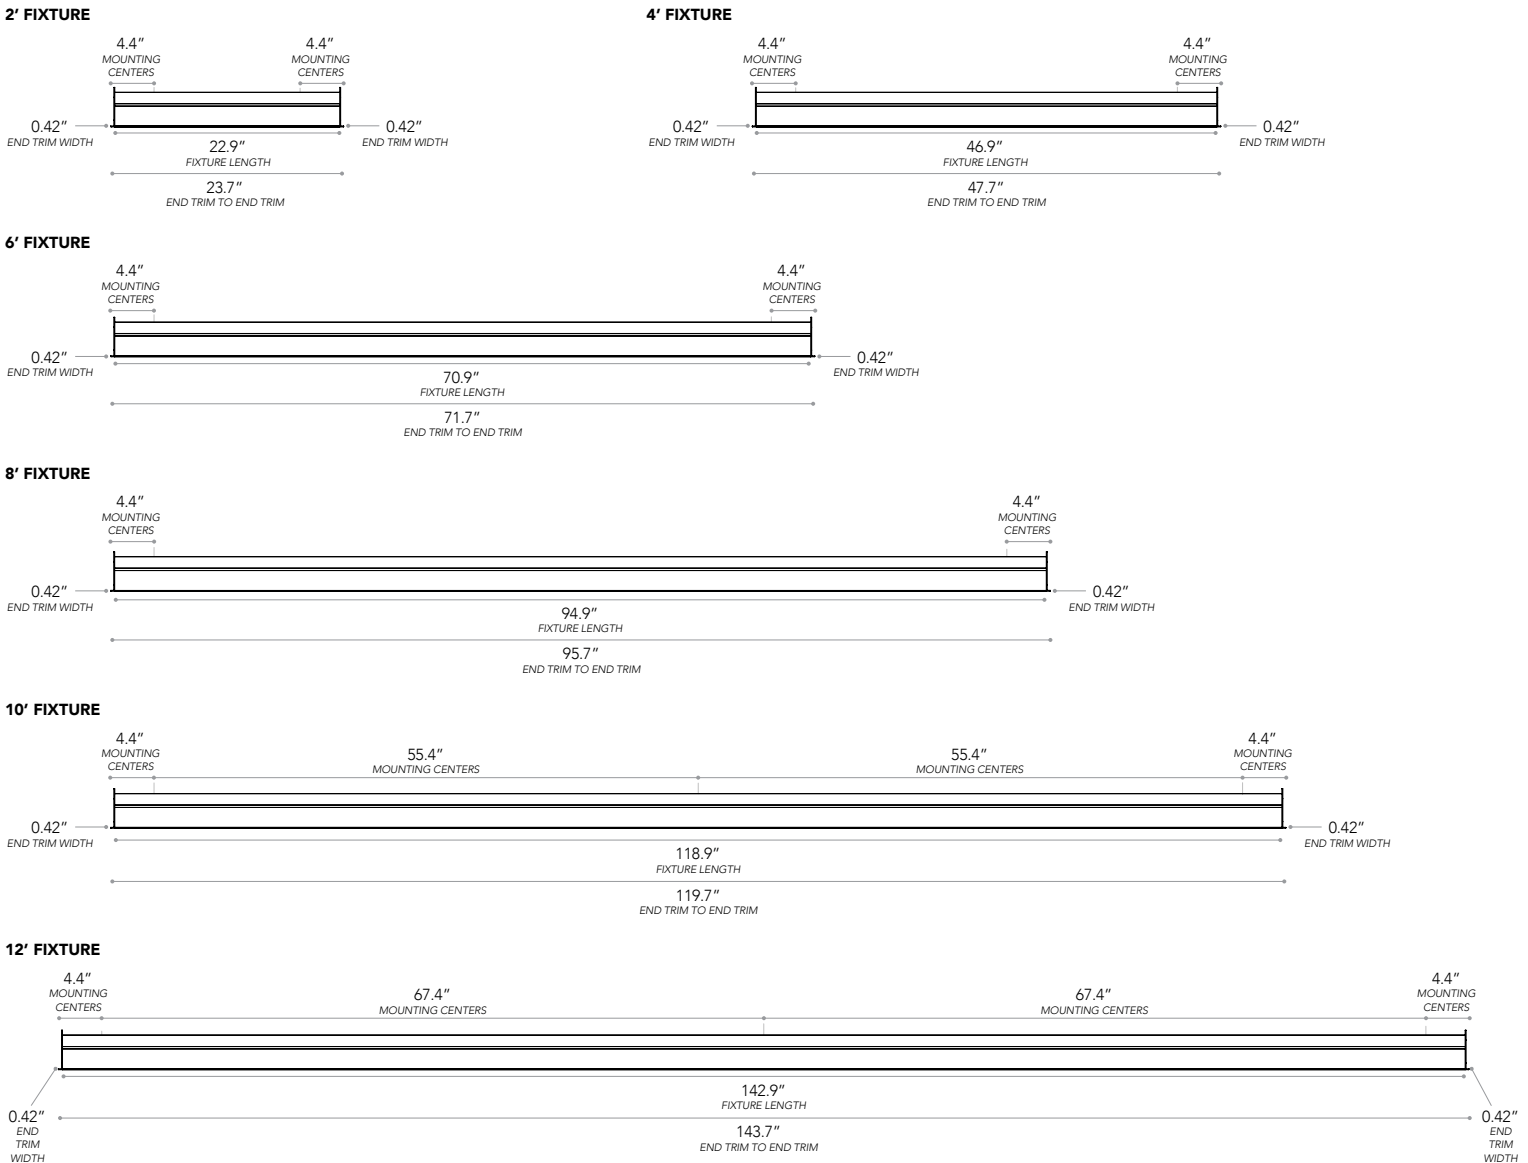 2’ FIXTURE
4.4”
MOUNTING
CENTERS
4.4”
MOUNTING
CENTERS
0.42”
END TRIM WIDTH
0.42”
END TRIM WIDTH
22.9”
FIXTURE LENGTH
23.7”
END TRIM TO END TRIM
4’ FIXTURE
4.4”
MOUNTING
CENTERS
4.4”
MOUNTING
CENTERS
0.42”
END TRIM WIDTH
0.42”
END TRIM WIDTH
46.9”
FIXTURE LENGTH
47.7”
END TRIM TO END TRIM
6’ FIXTURE
4.4”
MOUNTING
CENTERS
4.4”
MOUNTING
CENTERS
0.42”
END TRIM WIDTH
0.42”
END TRIM WIDTH
70.9”
FIXTURE LENGTH
71.7”
END TRIM TO END TRIM
8’ FIXTURE
4.4”
MOUNTING
CENTERS
4.4”
MOUNTING
CENTERS
0.42”
END TRIM WIDTH
0.42”
END TRIM WIDTH
94.9”
FIXTURE LENGTH
95.7”
END TRIM TO END TRIM
10’ FIXTURE
4.4”
MOUNTING
CENTERS
55.4”
MOUNTING CENTERS
55.4”
MOUNTING CENTERS
4.4”
MOUNTING
CENTERS
0.42”
END TRIM WIDTH
0.42”
END TRIM WIDTH
118.9”
FIXTURE LENGTH
119.7”
END TRIM TO END TRIM
12’ FIXTURE
4.4”
MOUNTING
CENTERS
67.4”
MOUNTING CENTERS
67.4”
MOUNTING CENTERS
4.4”
MOUNTING
CENTERS
0.42”
END
TRIM
WIDTH
142.9”
FIXTURE LENGTH
143.7”
END TRIM TO END TRIM
0.42”
END
TRIM
WIDTH